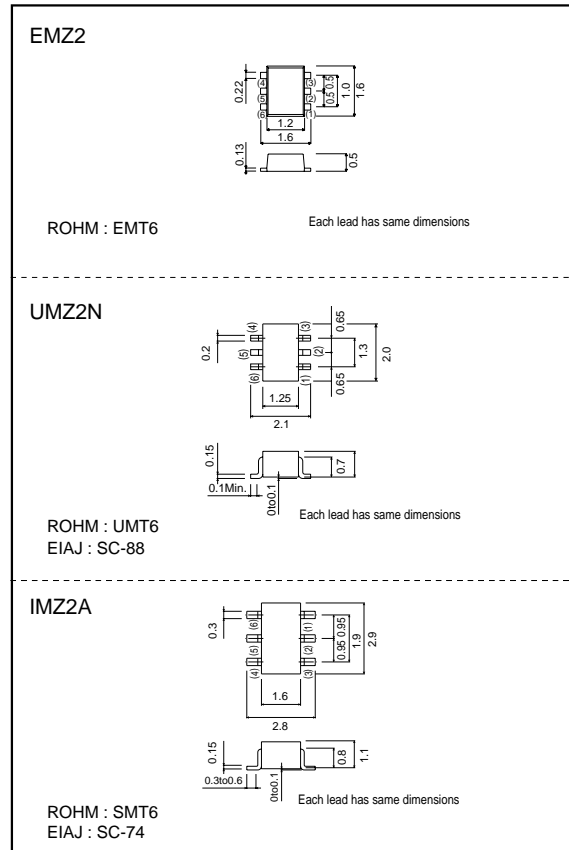 EMZ2
0.22
(4)
(3)
(5)
(2)
(6)
(1)
0.5 0.5
1.0
1.6
1.2
1.6
0.13
0.5
ROHM : EMT6
Each lead has same dimensions
UMZ2N
(4)
(3)
0.65
0.2
(5)
(2)
1.3
2.0
(6)
(1)
0.65
1.25
2.1
0.15
0.7
0.1Min.
0to0.1
Each lead has same dimensions
ROHM : UMT6
EIAJ : SC-88
IMZ2A
0.3
(6)
(1)
(5)
(2)
(4)
(3)
0.95 0.95
1.9
2.9
1.6
2.8
0.15
0.8
1.1
0.3to0.6
0to0.1
Each lead has same dimensions
ROHM : SMT6
EIAJ : SC-74